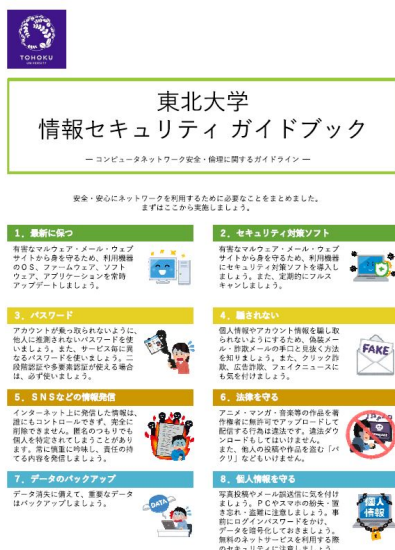 TOHOKU
UNIVERSITY
東北大学
情報セキュリティ ガイドブック
― コンピュータネットワーク安全・倫理に関するガイドライン ―
安全・安心にネットワークを利用するために必要なことをまとめました。
まずはここから実施しましょう。
1．最新に保つ
有害なマルウェア・メール・ウェブ
サイトから身を守るため、利用機器
のＯＳ、ファームウェア、ソフト
ウェア、アプリケーションを常時
アップデートしましょう。
2．セキュリティ対策ソフト
有害なマルウェア・メール・ウェブ
サイトから身を守るため、利用機器
にセキュリティ対策ソフトを導入し
ましょう。また、定期的にフルス
キャンしましょう。
3．パスワード
アカウントが乗っ取られないように、
他人に推測されないパスワードを使
いましょう。また、サービス毎に異
なるパスワードを使いましょう。二
段階認証や多要素認証が使える場合
は、必ず使いましょう。
4．騙されない
個人情報やアカウント情報を騙し取
られないようにするため、偽装メー
ル・詐欺メールの手口と見抜く方法
を知りましょう。また、クリック詐
欺、広告詐欺、フェイクニュースに
も気を付けましょう。
FAKE
5．ＳＮＳなどの情報発信
インターネット上に発信した情報は、
誰にもコントロールできず、完全に
削除できません。匿名のつもりでも
個人を特定されてしまうことがあり
ます。常に慎重に吟味し、責任の持
てる内容を発信しましょう。
6．法律を守る
アニメ・マンガ・音楽等の作品を著
作権者に無許可でアップロードして
配信する行為は違法です。違法ダウ
ンロードもしてはいけません。
また、他人の投稿や作品を盗む「パ
クリ」などもいけません。
7．データのバックアップ
データ消失に備えて、重要なデータ
はバックアップしましょう。
DATA
8．個人情報を守る
写真投稿やメール誤送信に気を付け
ましょう。ＰＣやスマホの紛失・置
き忘れ・盗難に注意しましょう。事
前にログインパスワードをかけ、
データを暗号化しておきましょう。
無料のネットサービスを利用する際
のセキュリティに注意しましょう。
個人
情報